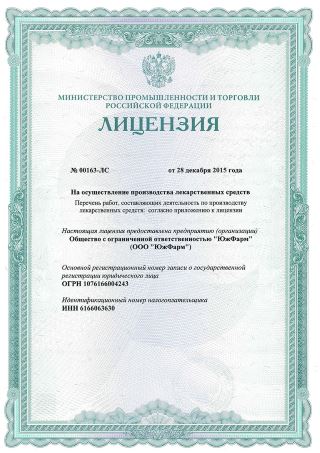 МИНИСТЕРСТВО ПРОМЫШЛЕННОСТИ И ТОРГОВЛИ
РОССИЙСКОЙ ФЕДЕРАЦИИ
ЛИЦЕНЗИЯ
№ 00163-ЛС от 28 декабря 2015 года
На осуществление производства лекарственных средств
Перечень работ, составляющих деятельность по производству
лекарственных средств: согласно приложению к лицензии
Настоящая лицензия предоставлена предприятию (организации)
Общество с ограниченной ответственностью "ЮжФарм"
(ООО "ЮжФарм")
Основной регистрационный номер записи о государственной
регистрации юридического лица
ОГРН 1076166004243
Идентификационный номер налогоплательщика
ИНН 6166063630